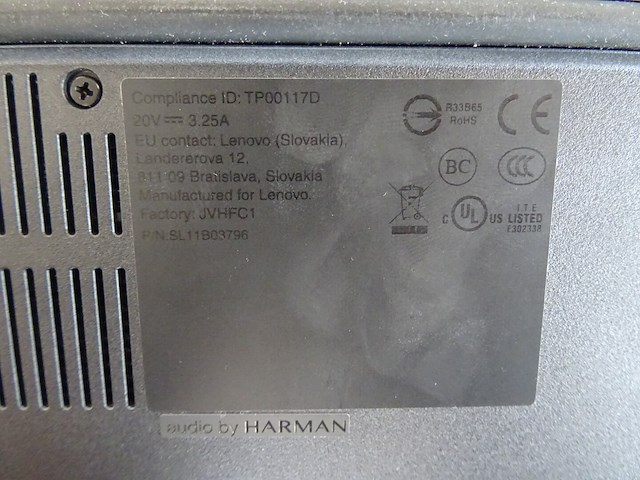 Compliance ID: TP00117D
20V ⎓ 3.25A
EU contact: Lenovo (Slovakia),
Landererova 12,
811 09 Bratislava, Slovakia
Manufactured for Lenovo.
Factory: JVHFC1
P/N:SL11B03796
R33B65
RoHS
CE
BC
CCC
C UL US LISTED
I.T.E.
E302338
audio by HARMAN